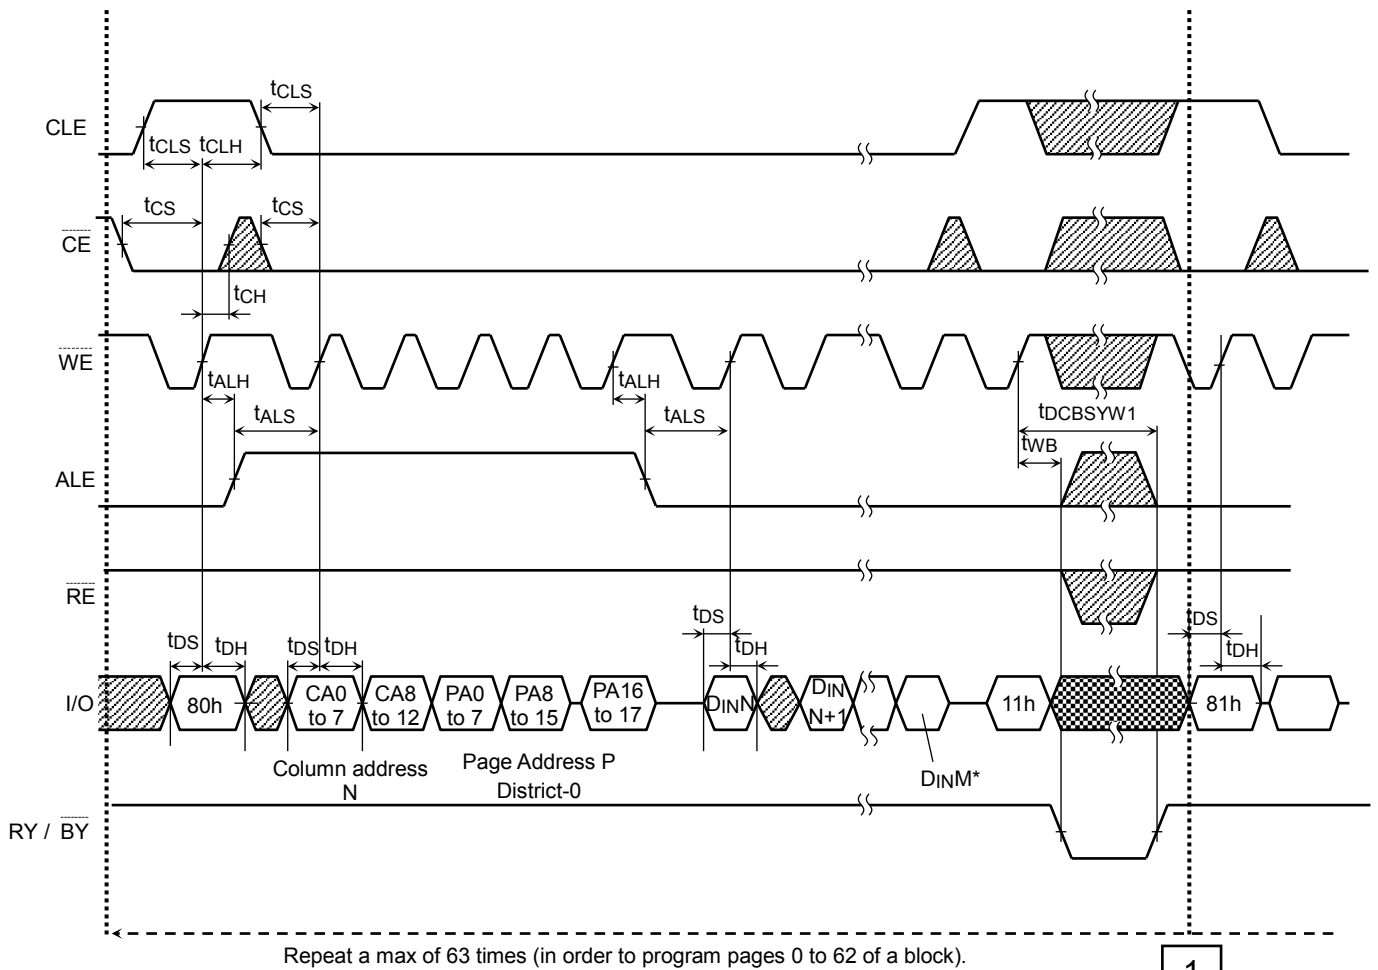 CLE
tCLS
tCLS tCLH
CE
tCS
tCS
tCH
WE
tALH
tALS
tALH
tALS
tDCBSYW1
tWB
ALE
RE
tDS
tDH
tDS
tDH
tDS
tDH
tDS
tDH
I/O
80h
CA0
to 7
CA8
to 12
PA0
to 7
PA8
to 15
PA16
to 17
DINN
DIN
N+1
11h
81h
Column address
N
Page Address P
District-0
DINM*
RY / BY
Repeat a max of 63 times (in order to program pages 0 to 62 of a block).
1